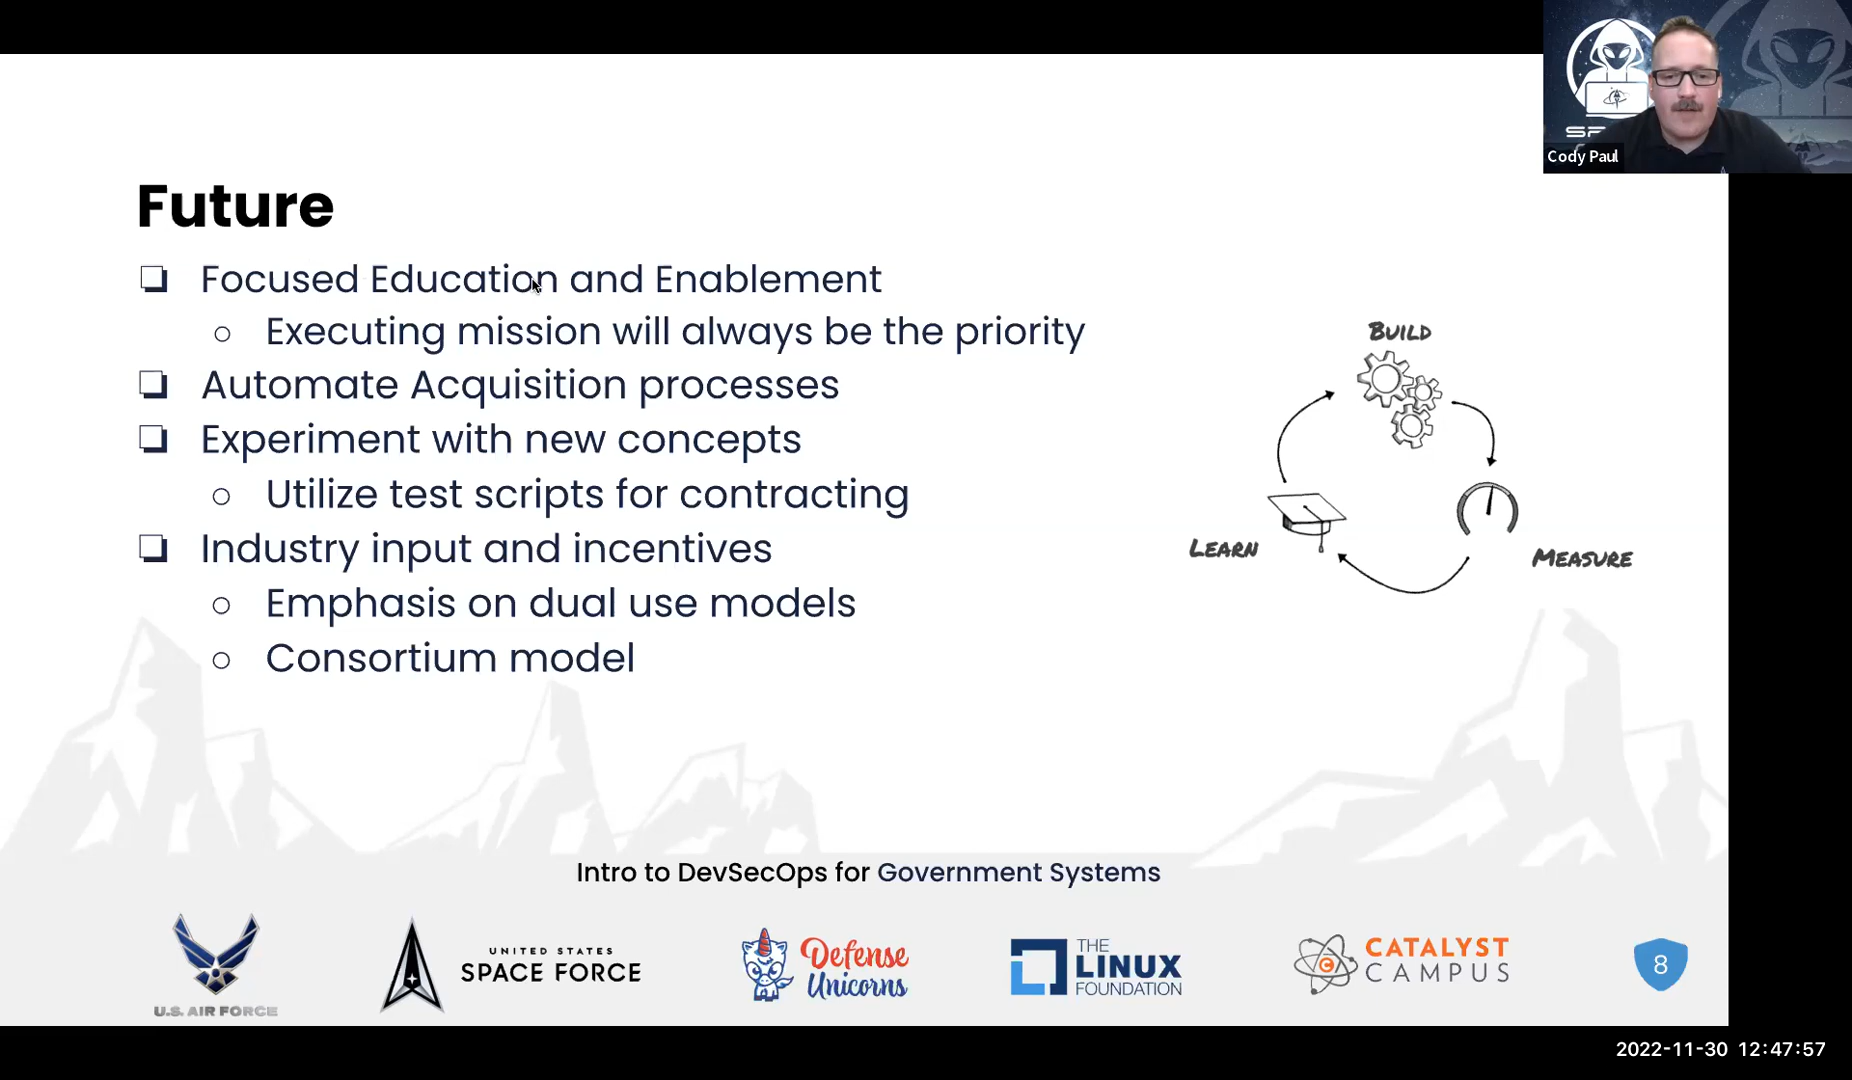 Cody Paul
Future
Focused Education and Enablement
Executing mission will always be the priority
Automate Acquisition processes
Experiment with new concepts
Utilize test scripts for contracting
Industry input and incentives
Emphasis on dual use models
Consortium model
BUILD
LEARN
MEASURE
Intro to DevSecOps for Government Systems
U.S. AIR FORCE
UNITED STATES
SPACE FORCE
Defense
Unicorns
THE
LINUX
FOUNDATION
C
CATALYST
CAMPUS
8
2022-11-30 12:47:57